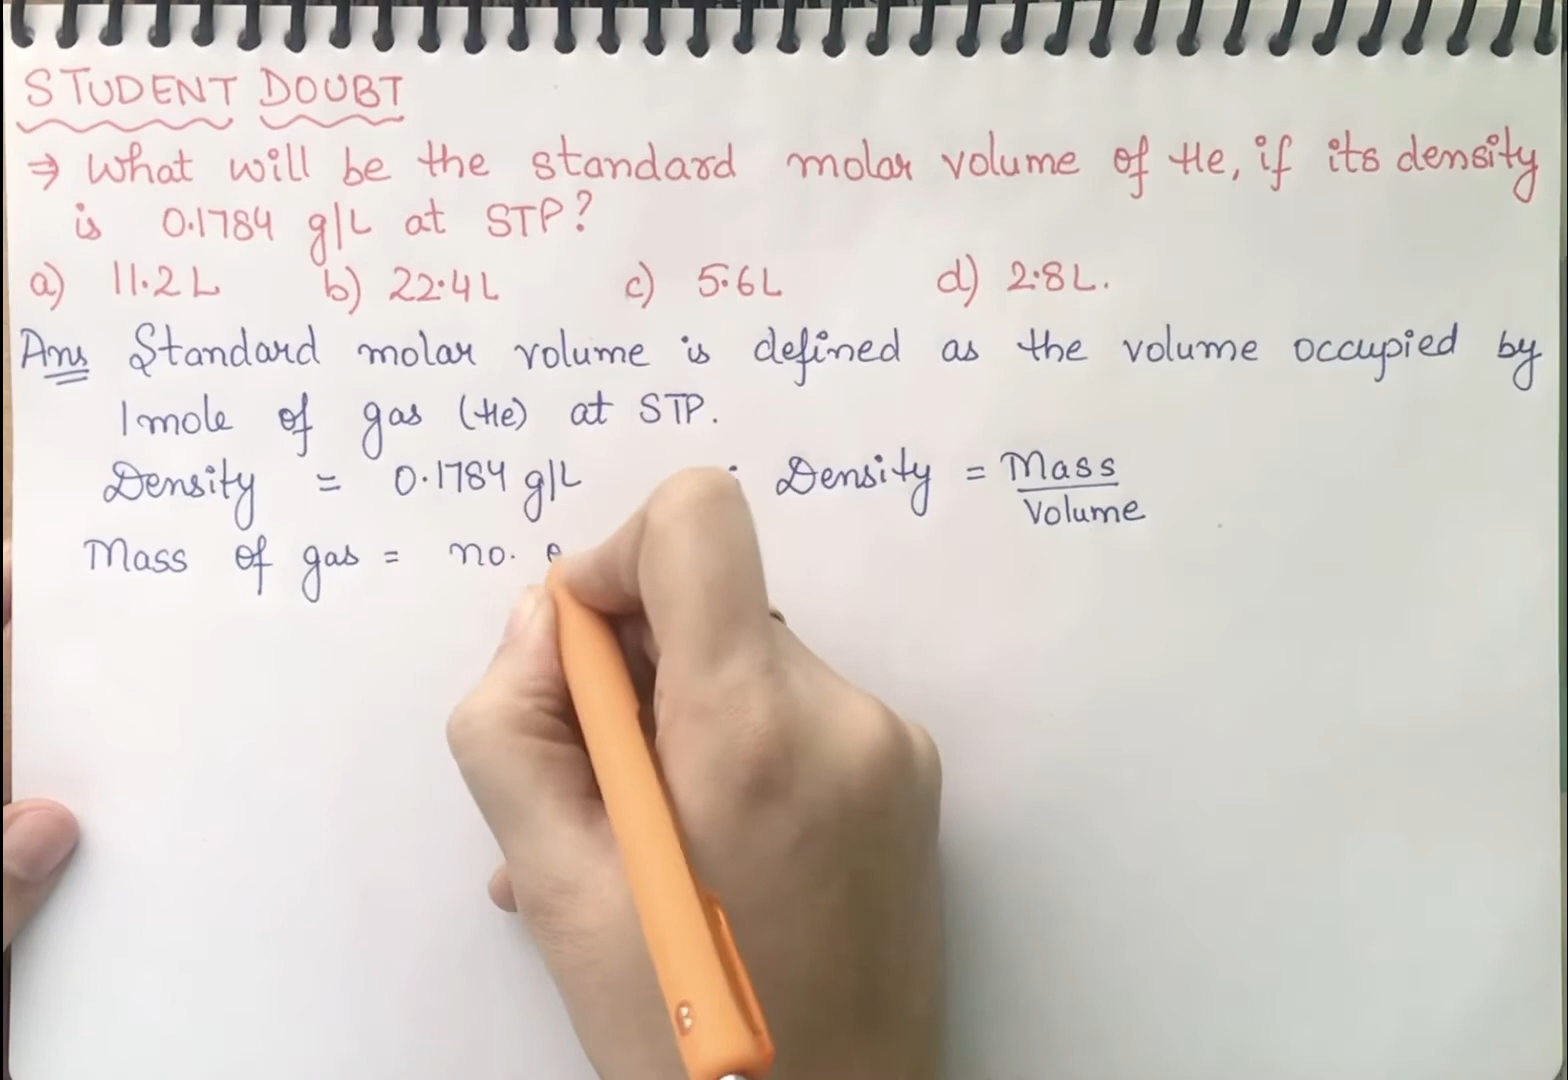 STUDENT DOUBT
⇒ What will be the standard molar volume of He, if its density
is 0.1784 g/L at STP?
a) 11.2 L b) 22.4 L c) 5.6 L d) 2.8 L.
Ans Standard molar volume is defined as the volume occupied by
1 mole of gas (He) at STP.
Density = 0.1784 g/L Density = Mass
Volume
Mass of gas = no.